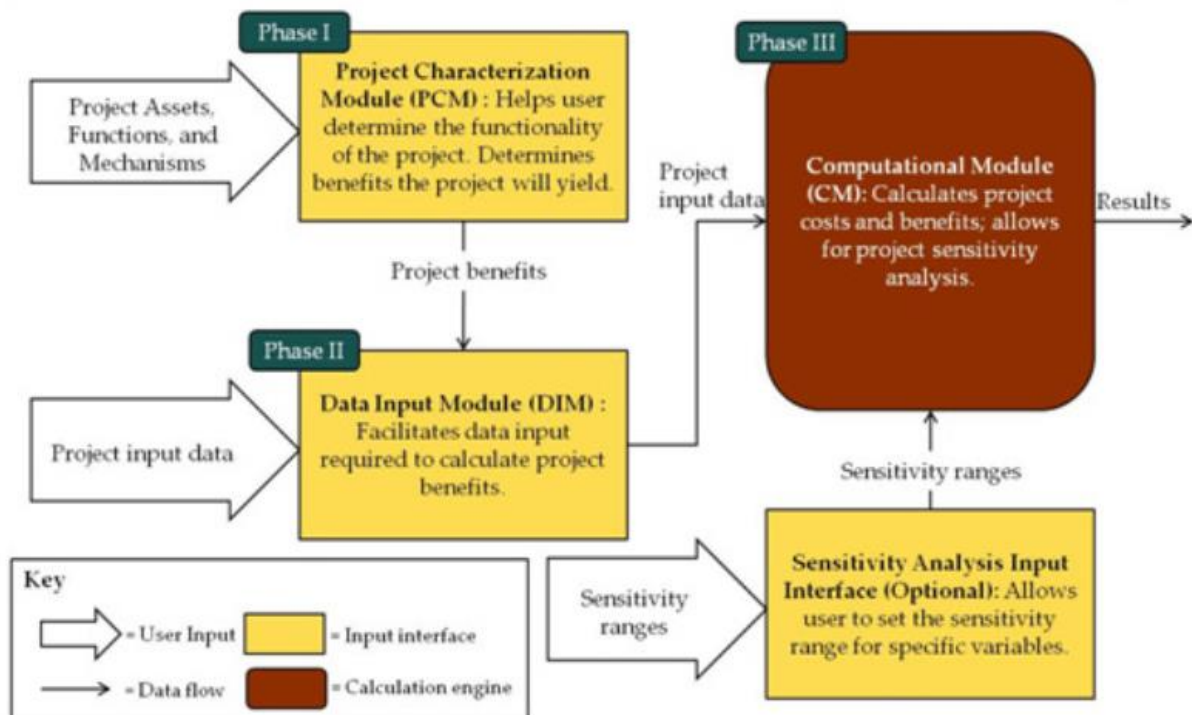 Phase I
Project Characterization
Module (PCM) : Helps user
determine the functionality
of the project. Determines
benefits the project will yield.
Project Assets,
Functions, and
Mechanisms
Project benefits
Phase II
Data Input Module (DIM) :
Facilitates data input
required to calculate project
benefits.
Project input data
Project
input data
Phase III
Computational Module
(CM): Calculates project
costs and benefits; allows
for project sensitivity
analysis.
Results
Sensitivity ranges
Sensitivity Analysis Input
Interface (Optional): Allows
user to set the sensitivity
range for specific variables.
Sensitivity
ranges
Key
= User Input
= Input interface
= Data flow
= Calculation engine